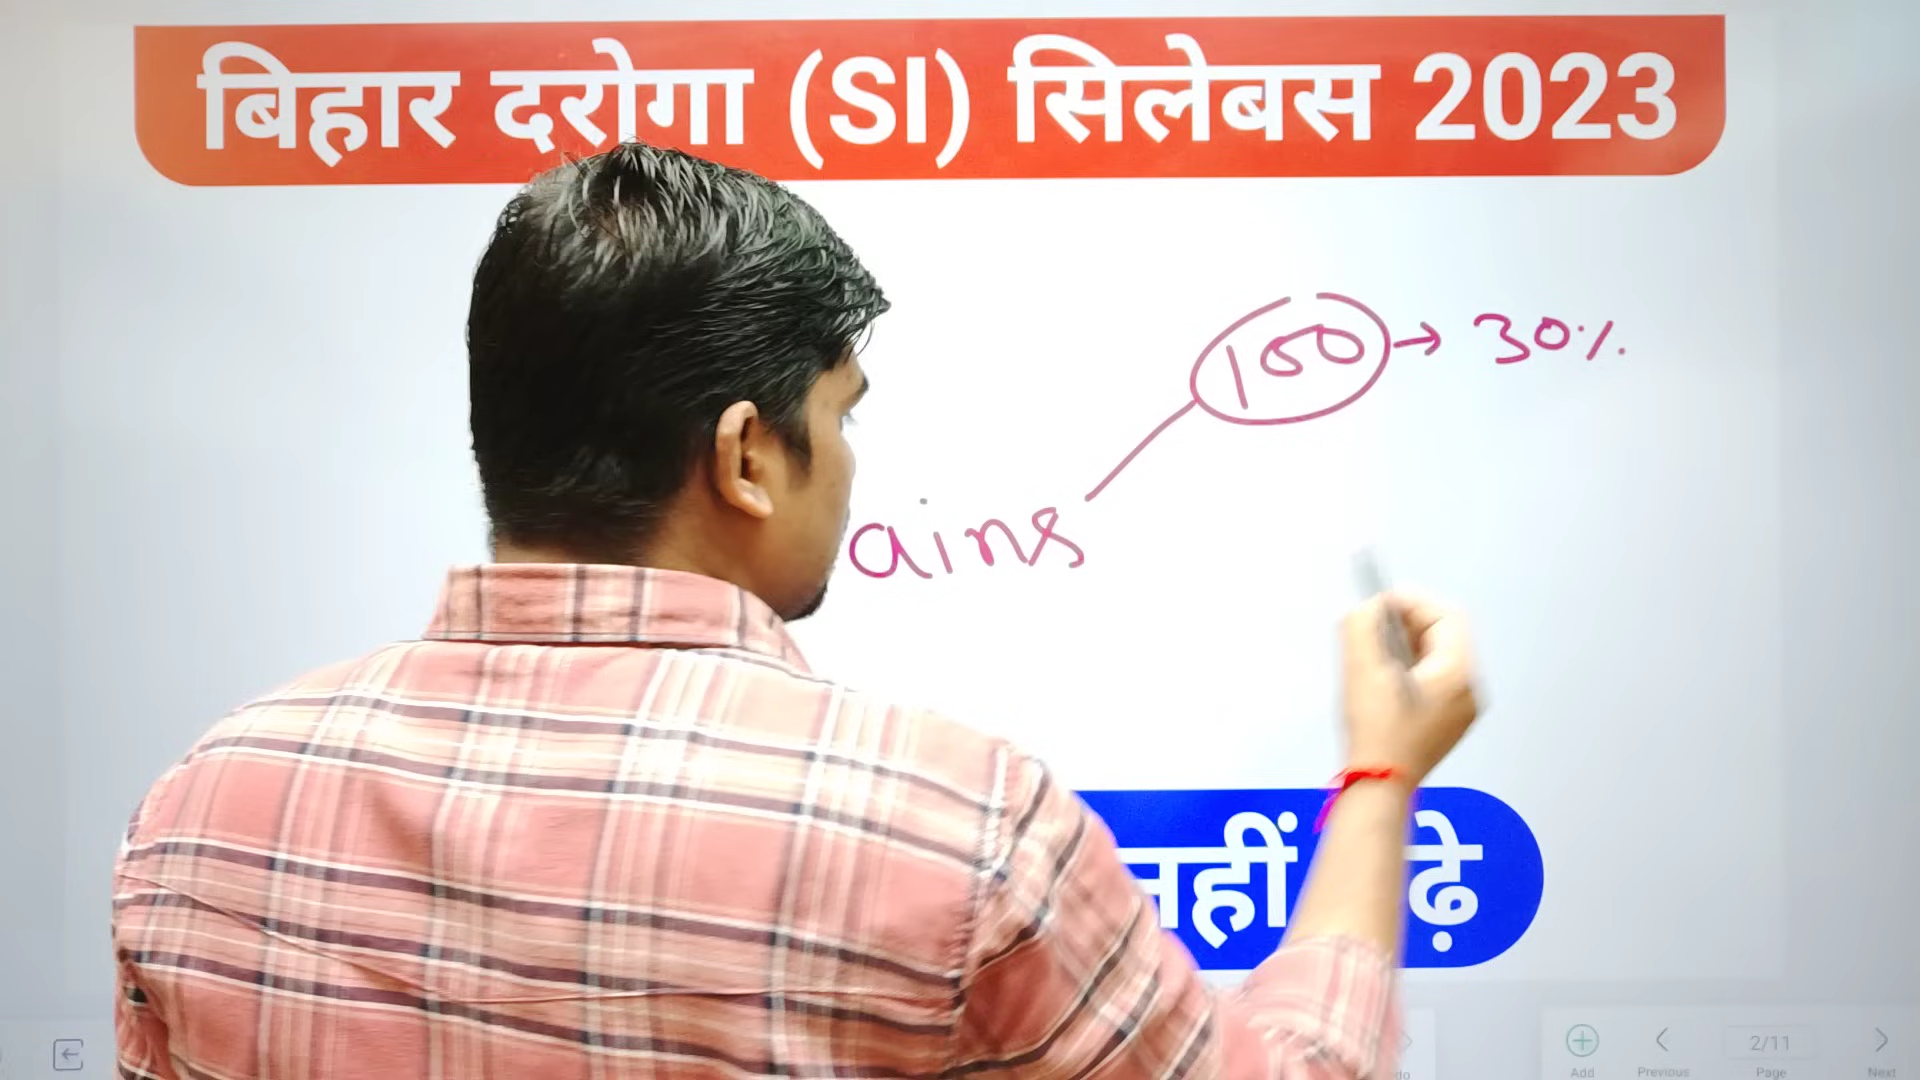 बिहार दरोगा (SI) सिलेबस 2023
100 → 30%
ains
नहीं
Add Previous 2/11 Page Next